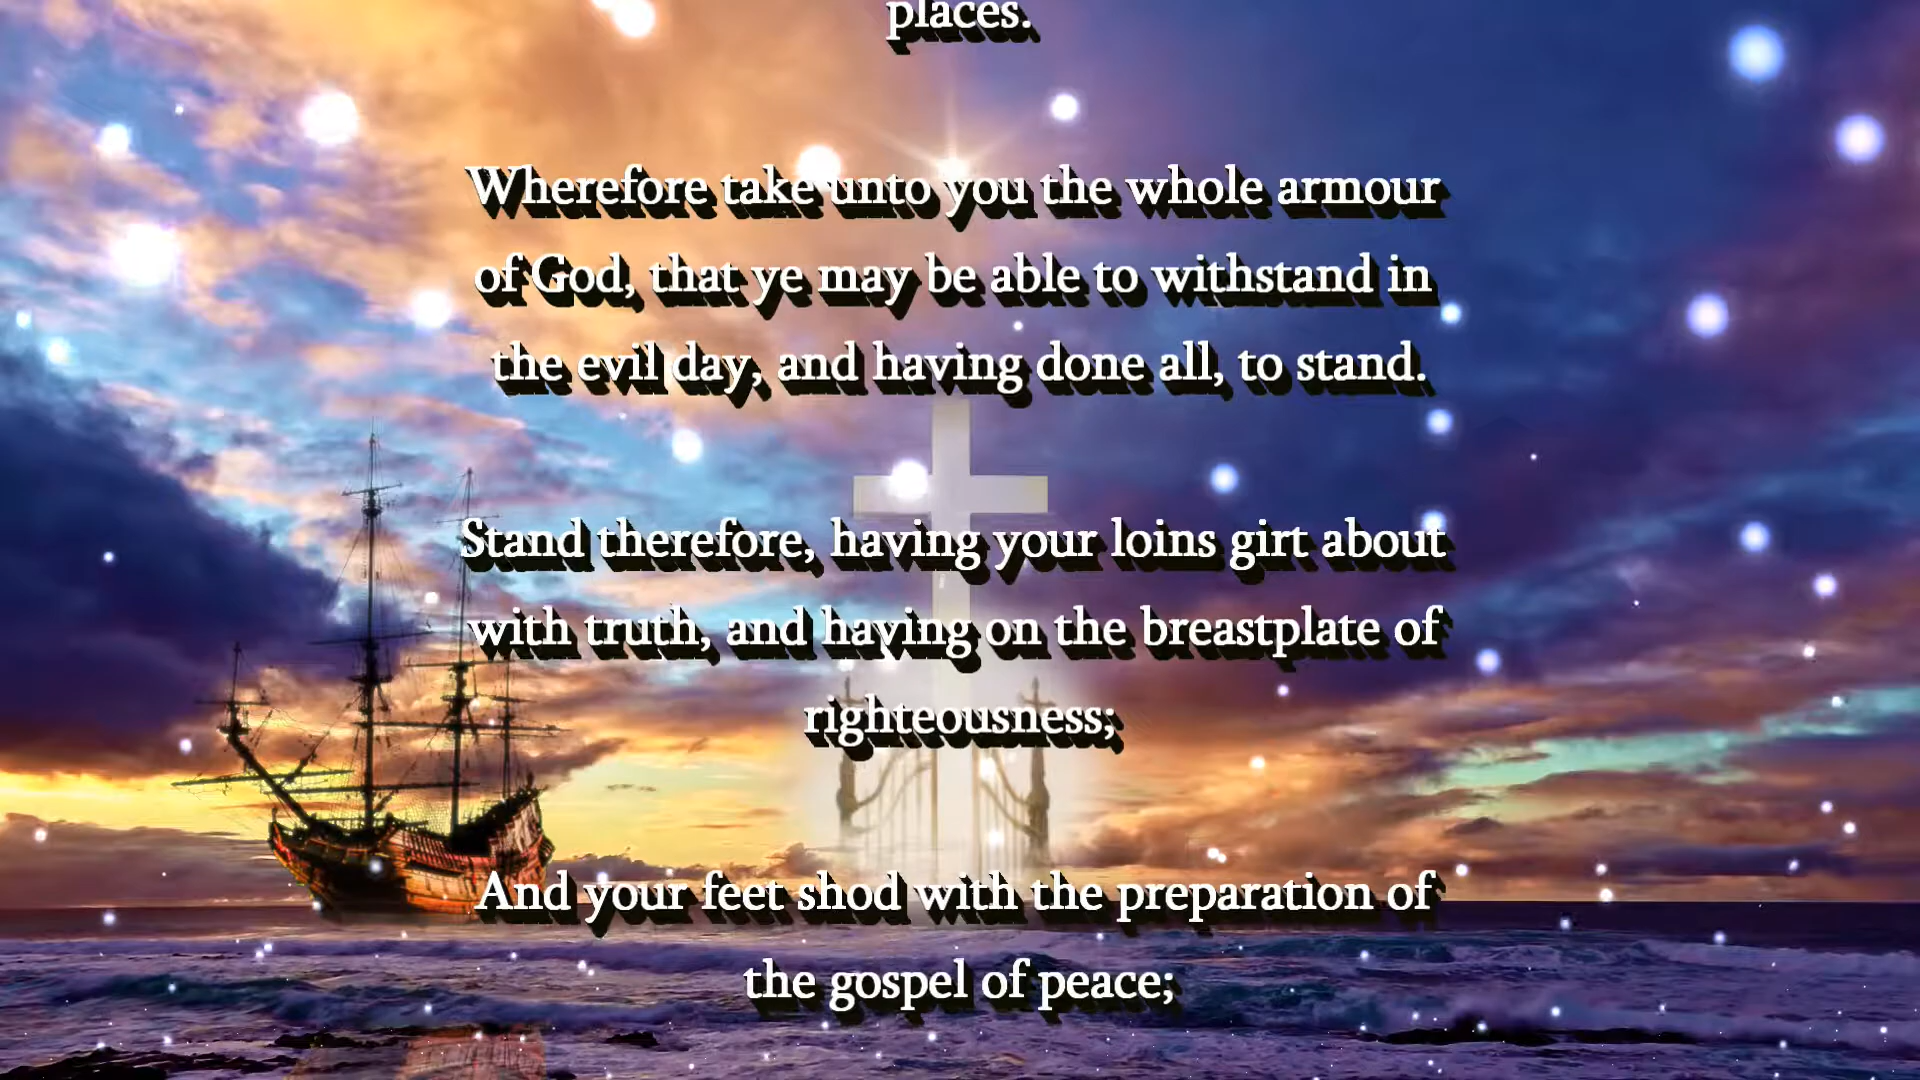 places.
Wherefore take unto you the whole armour
of God, that ye may be able to withstand in
the evil day, and having done all, to stand.
Stand therefore, having your loins girt about
with truth, and having on the breastplate of
righteousness;
And your feet shod with the preparation of
the gospel of peace;